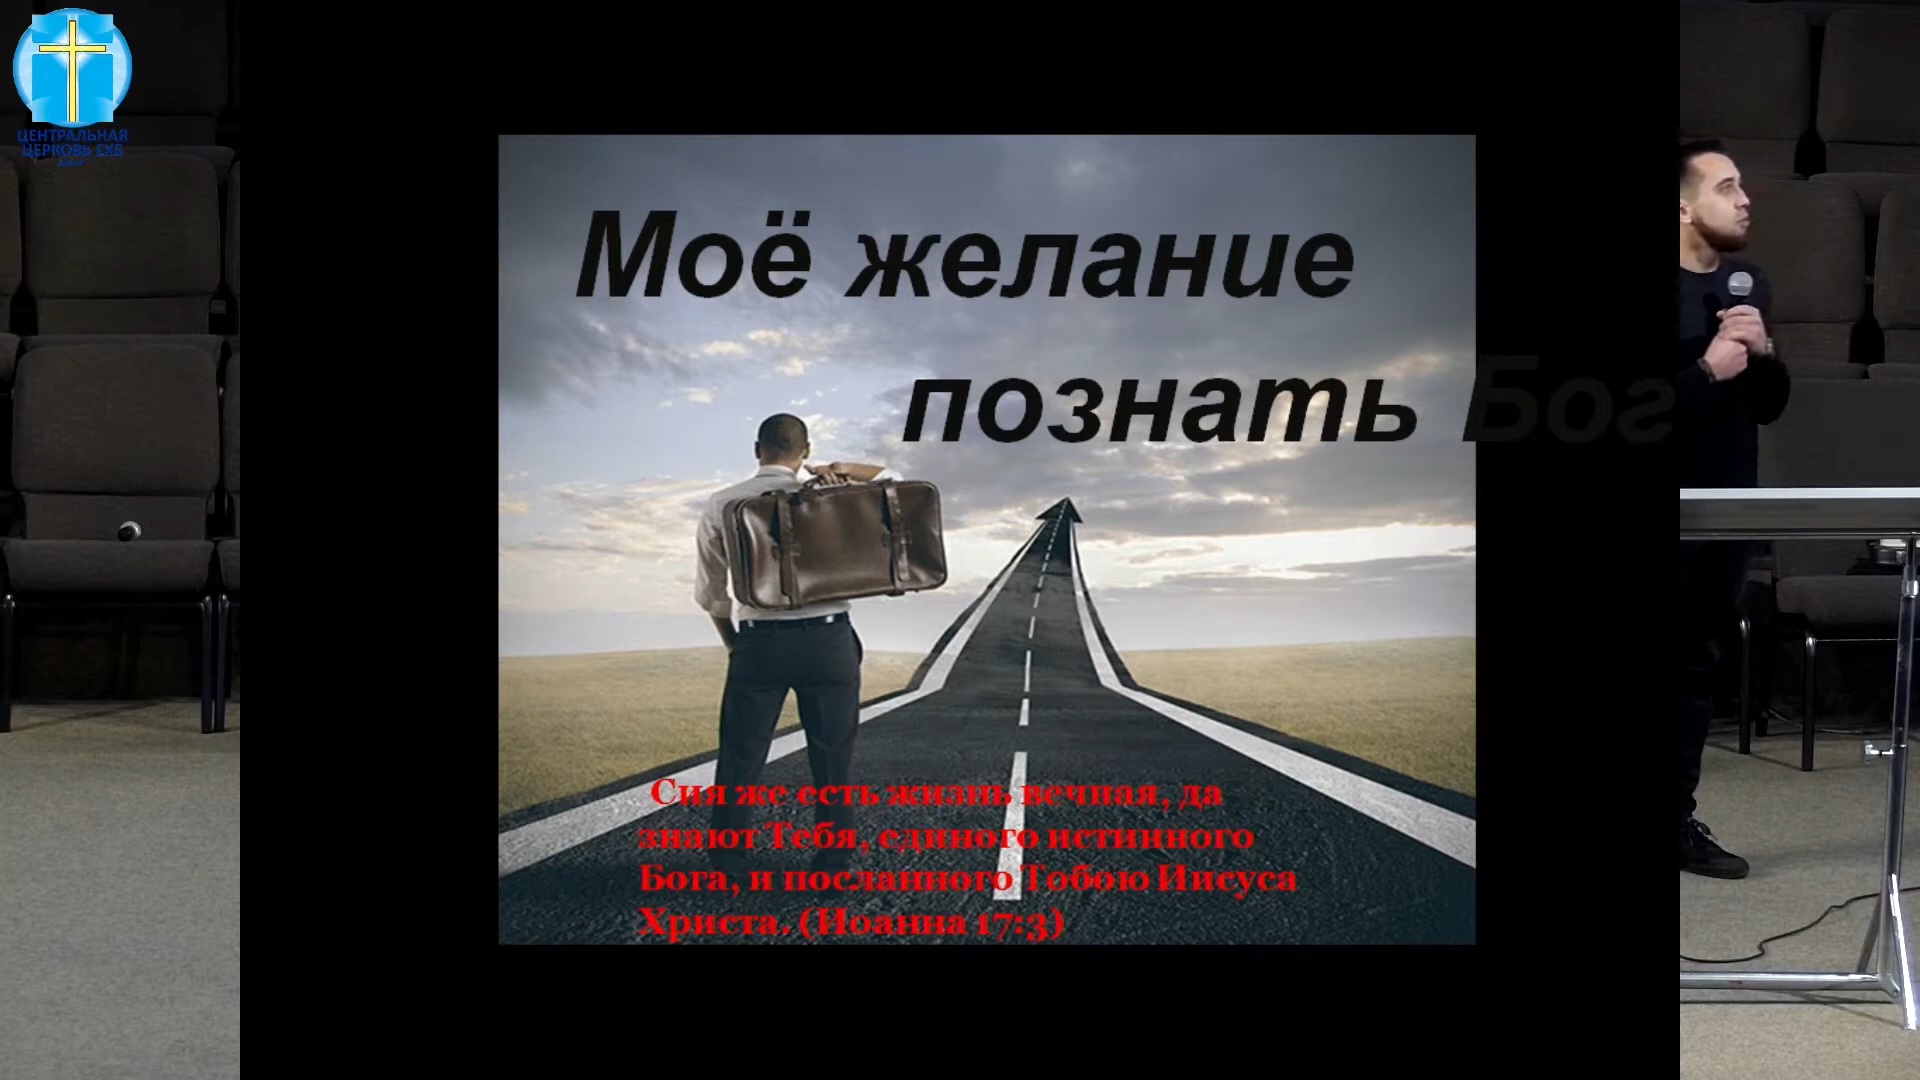 ЦЕНТРАЛЬНАЯ
ЦЕРКОВЬ ЕХБ
Моё желание
познать Бог
Сия же есть жизнь вечная, да
знают Тебя, единого истинного
Бога, и посланного Тобою Иисуса
Христа. (Иоанна 17:3)